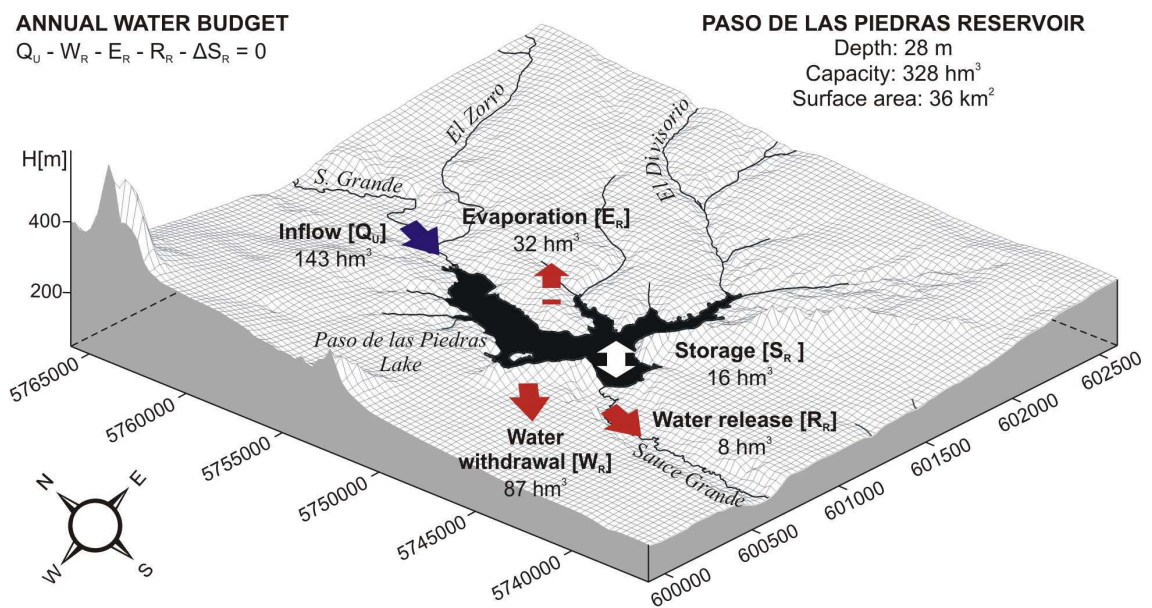 ANNUAL WATER BUDGET
Q_U - W_R - E_R - R_R - ΔS_R = 0
PASO DE LAS PIEDRAS RESERVOIR
Depth: 28 m
Capacity: 328 hm³
Surface area: 36 km²
El Zorro
El Divisorio
H[m]
S. Grande
400
200
Inflow [Q_U]
143 hm³
Evaporation [E_R]
32 hm³
Paso de las Piedras
Lake
Storage [S_R ]
16 hm³
Water release [R_R]
8 hm³
Water
withdrawal [W_R]
87 hm³
Sauce Grande
5765000
5760000
5755000
5750000
5745000
5740000
600000
600500
601000
601500
602000
602500
N
E
W
S